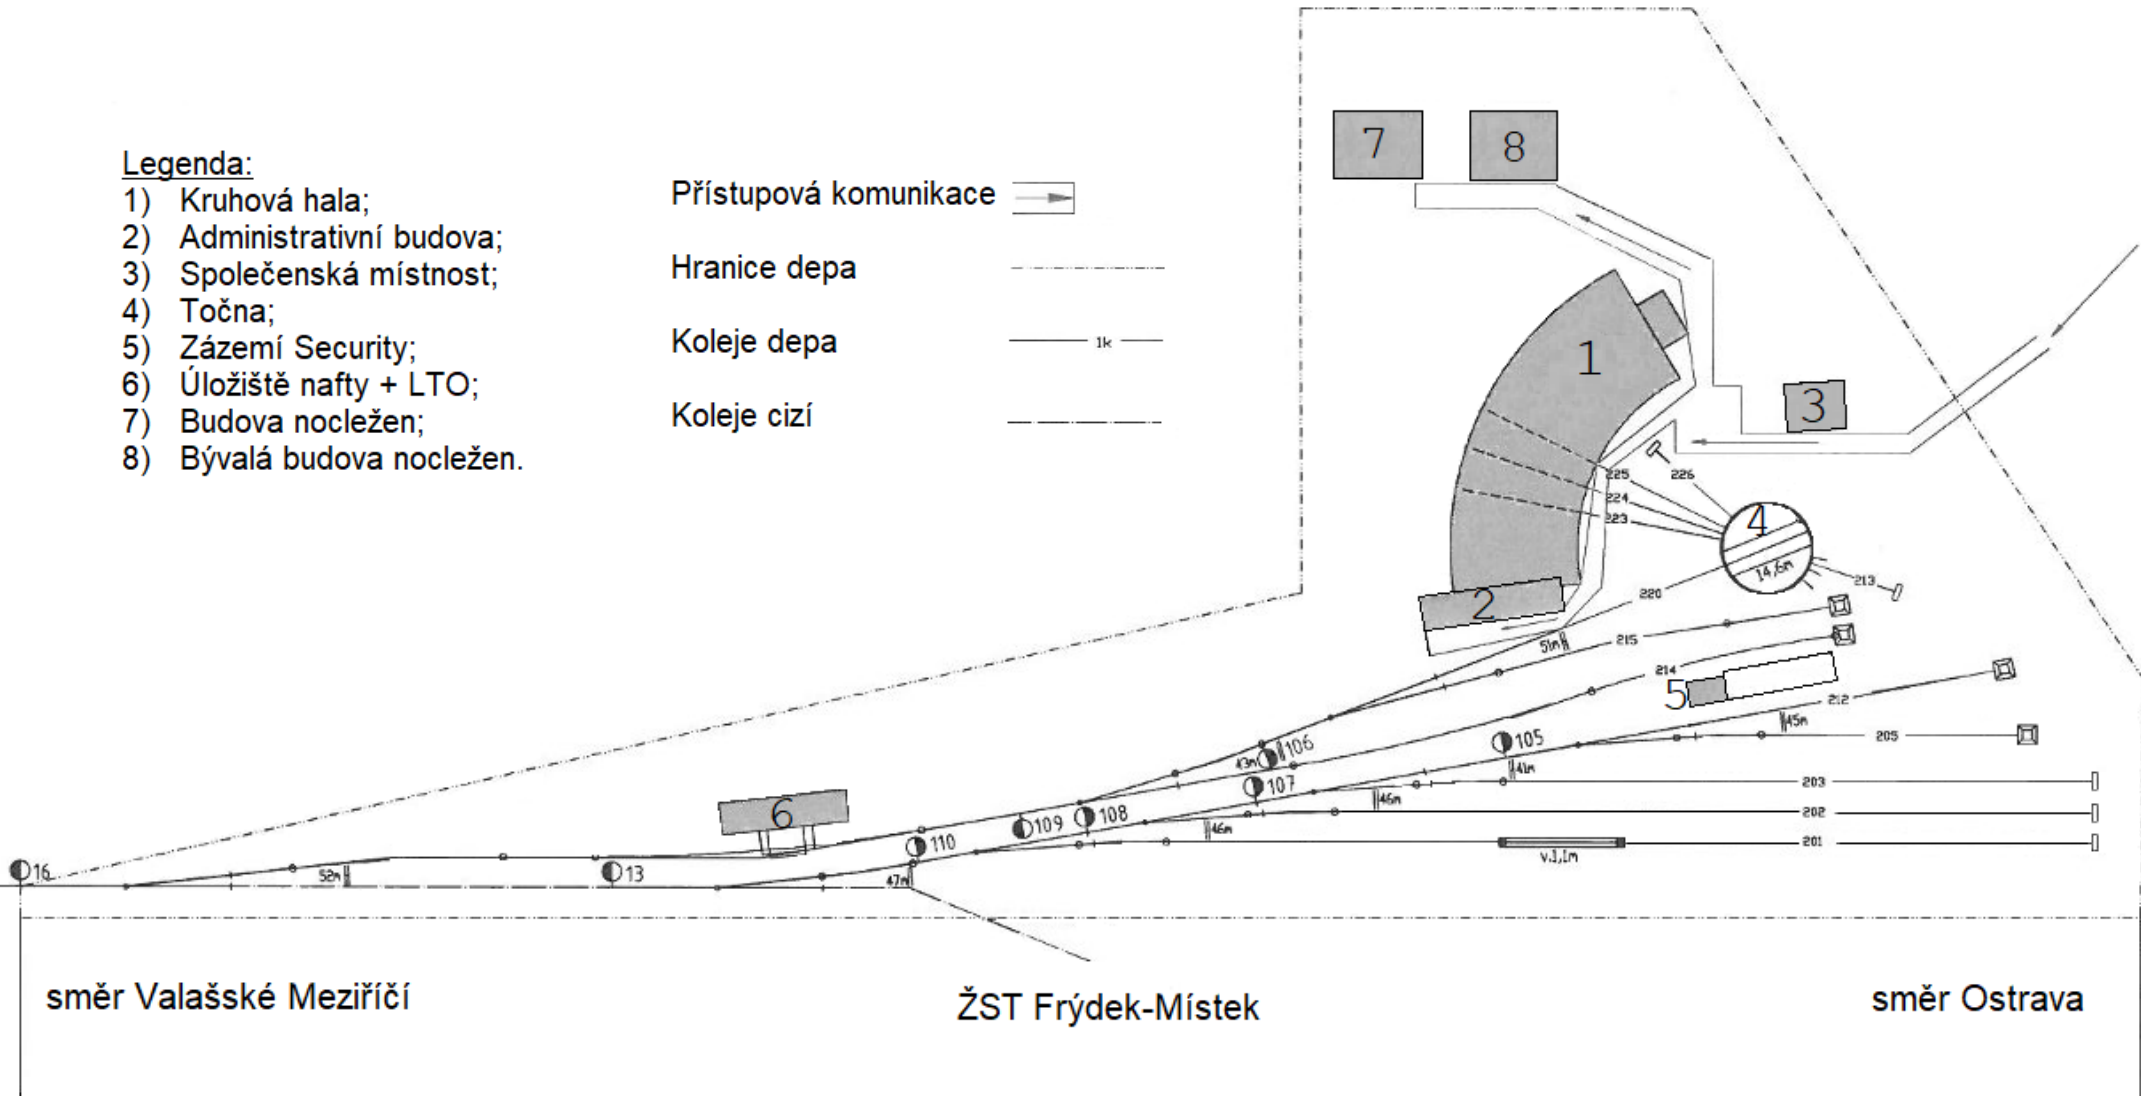 Legenda:
1) Kruhová hala;
2) Administrativní budova;
3) Společenská místnost;
4) Točna;
5) Zázemí Security;
6) Úložiště nafty + LTO;
7) Budova nocležen;
8) Bývalá budova nocležen.
Přístupová komunikace
Hranice depa
Koleje depa
1k
Koleje cizí
7
8
1
3
225
226
224
223
4
14,6m
213
2
220
51m
215
214
5
212
45m
205
106
43m
105
41m
107
203
46m
202
6
108
109
110
46m
201
v.1,1m
16
52m
13
47m
směr Valašské Meziříčí
ŽST Frýdek-Místek
směr Ostrava